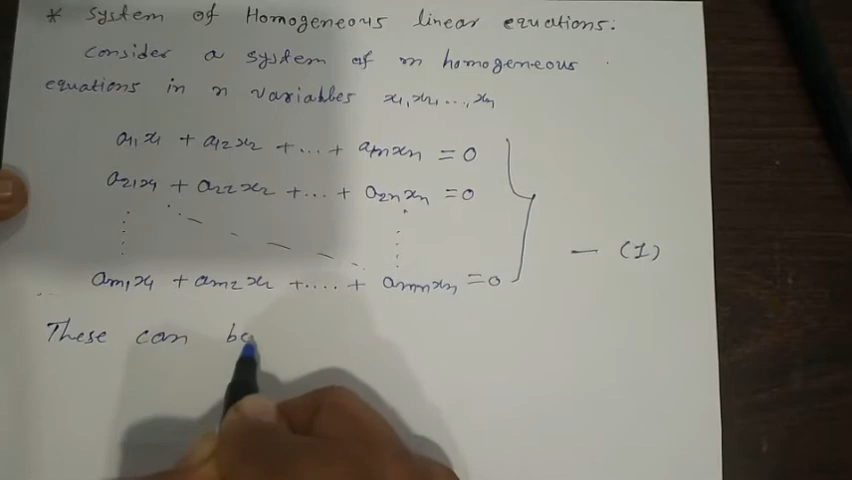 * System of Homogeneous linear equations:
Consider a system of m homogeneous
equations in n variables x₁, x₂, ..., xₙ
a₁₁x₁ + a₁₂x₂ + ... + a₁ₙxₙ = 0
a₂₁x₁ + a₂₂x₂ + ... + a₂ₙxₙ = 0
aₘ₁x₁ + aₘ₂x₂ + .... + aₘₙxₙ = 0 — (1)
These can be